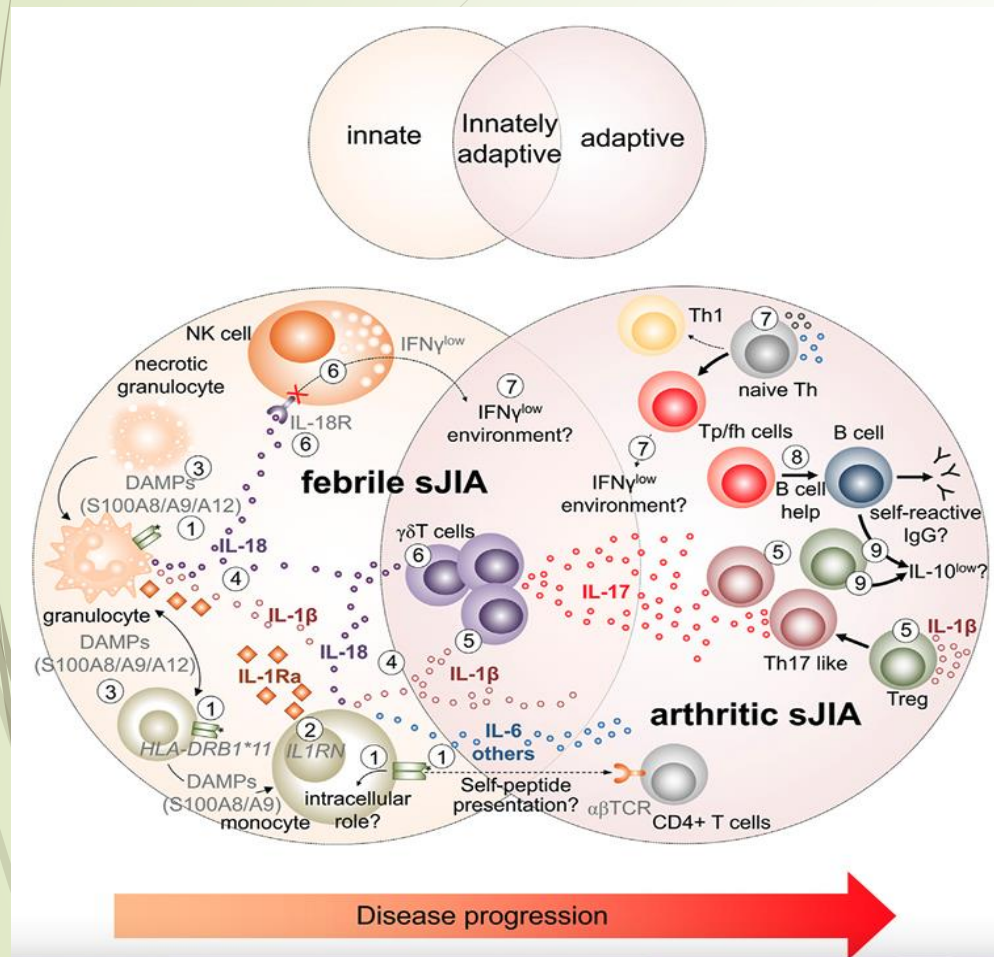 innate
Innately
adaptive
adaptive
NK cell
necrotic
granulocyte
IFNγlow
6
IL-18R
6
DAMPs
3
(S100A8/A9/A12)
1
febrile sJIA
IL-18
4
granulocyte
IL-1β
DAMPs
(S100A8/A9/A12)
3
1
HLA-DRB1*11
DAMPs
(S100A8/A9)
monocyte
IL-1Ra
IL-18
4
2
IL1RN
1
1
intracellular
role?
7
IFNγlow
environment?
γδT cells
6
5
IL-1β
IL-6
others
Self-peptide
presentation?
αβTCR
CD4+ T cells
Th1
7
naive Th
Tp/fh cells
7
IFNγlow
environment?
B cell
8
B cell
help
self-reactive
IgG?
9
9
IL-10low?
5
IL-17
Th17 like
5
IL-1β
Treg
arthritic sJIA
Disease progression